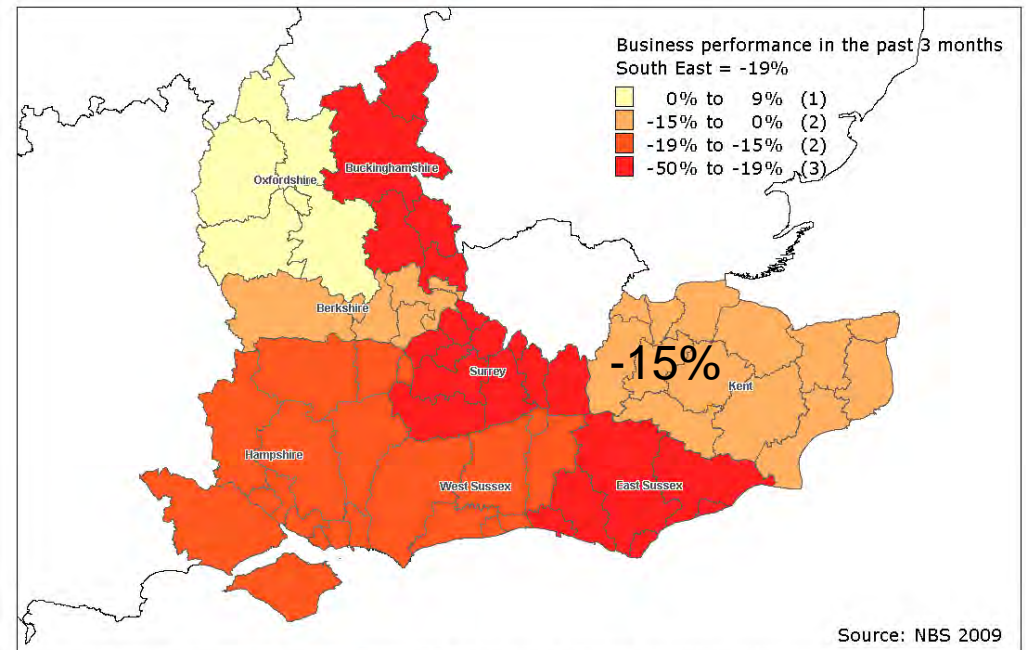 Business performance in the past 3 months
South East = -19%
0% to 9% (1)
-15% to 0% (2)
-19% to -15% (2)
-50% to -19% (3)
Buckinghamshire
Oxfordshire
Berkshire
-15%
Surrey
Kent
Hampshire
West Sussex
East Sussex
Source: NBS 2009